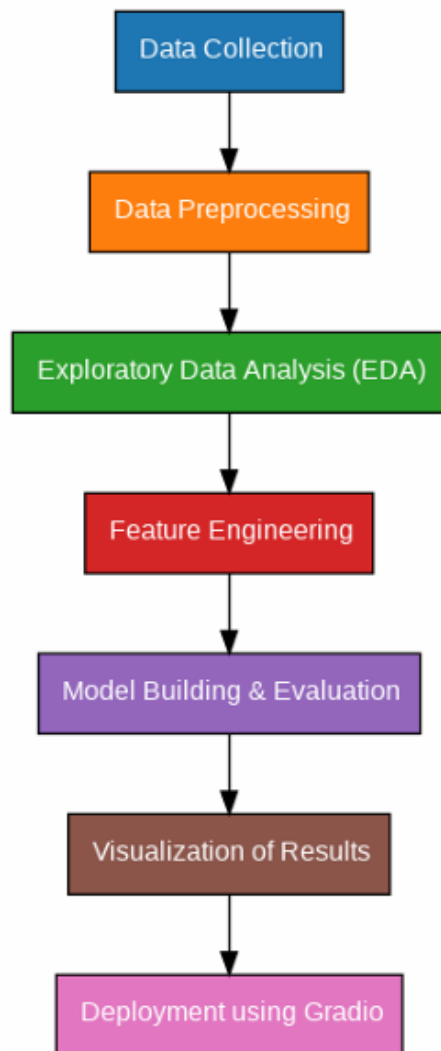 Data Collection
Data Preprocessing
Exploratory Data Analysis (EDA)
Feature Engineering
Model Building & Evaluation
Visualization of Results
Deployment using Gradio